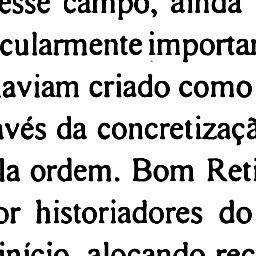 esse campo, ainda
cularmente importan
aviam criado como
avés da concretizaçã
la ordem. Bom Reti
or historiadores do
início, alocando rec